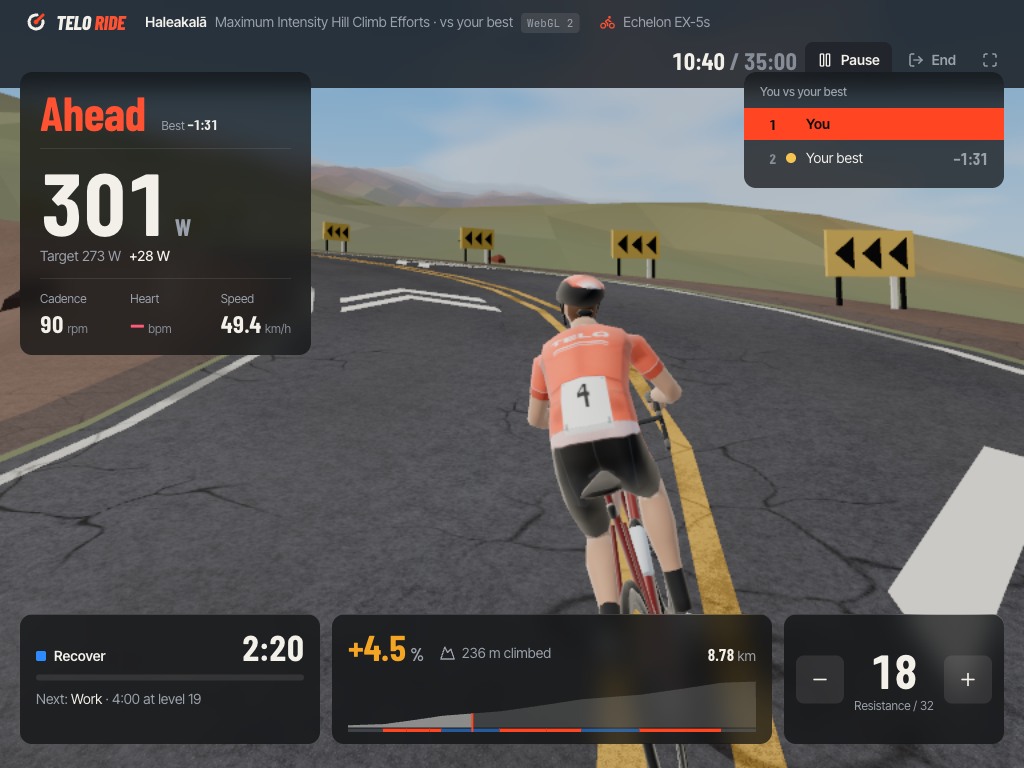 TELO RIDE Haleakalā Maximum Intensity Hill Climb Efforts · vs your best WebGL 2 Echelon EX-5s
10:40 / 35:00 Pause End
Ahead Best −1:31
301 W
Target 273 W +28 W
Cadence Heart Speed
90 rpm — bpm 49.4 km/h
You vs your best
1 You
2 Your best −1:31
TELO
4
Recover 2:20
Next: Work · 4:00 at level 19
+4.5 % 236 m climbed 8.78 km
− 18 +
Resistance / 32